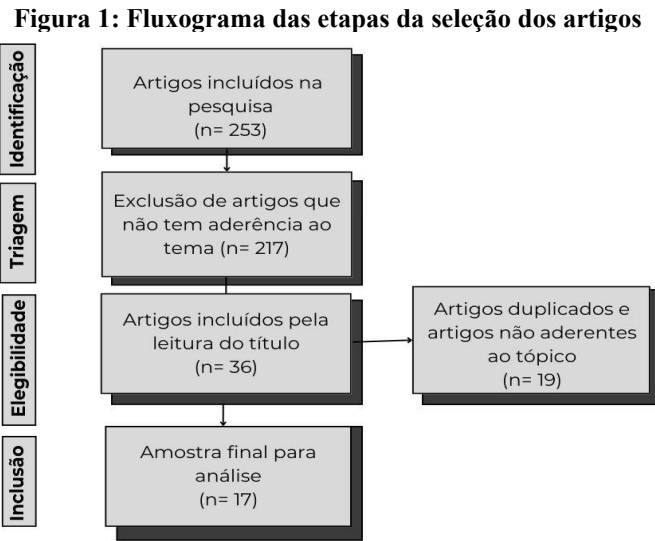 Figura 1: Fluxograma das etapas da seleção dos artigos
Identificação
Artigos incluídos na
pesquisa
(n= 253)
Triagem
Exclusão de artigos que
não tem aderência ao
tema (n= 217)
Elegibilidade
Artigos incluídos pela
leitura do título
(n= 36)
Artigos duplicados e
artigos não aderentes
ao tópico
(n= 19)
Inclusão
Amostra final para
análise
(n= 17)